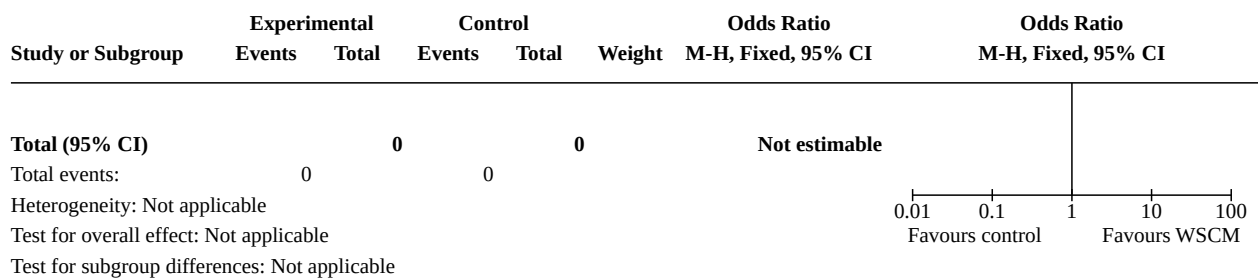 Experimental Control Odds Ratio Odds Ratio
Study or Subgroup Events Total Events Total Weight M-H, Fixed, 95% CI M-H, Fixed, 95% CI
Total (95% CI) 0 0 Not estimable
Total events: 0 0
Heterogeneity: Not applicable
0.01 0.1 1 10 100
Test for overall effect: Not applicable
Favours control Favours WSCM
Test for subgroup differences: Not applicable